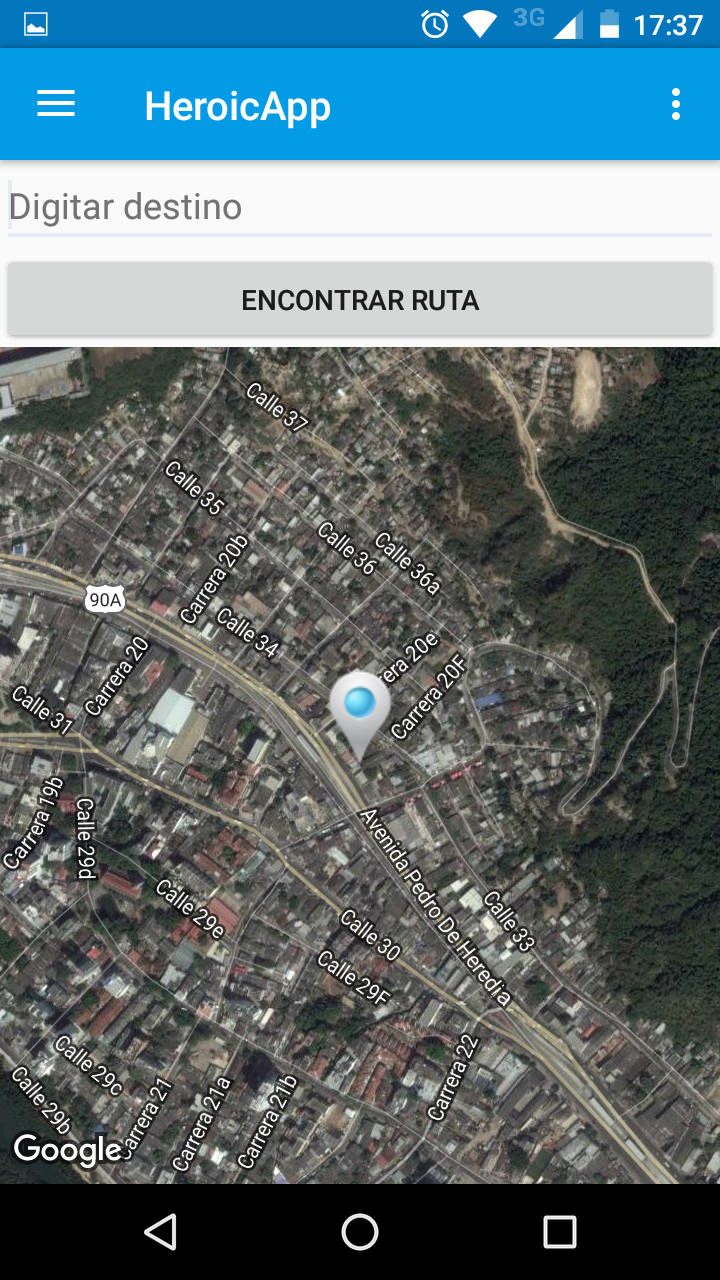 3G 17:37
HeroicApp
Digitar destino
ENCONTRAR RUTA
Calle 37
Calle 35
Calle 36
Calle 36a
Carrera 20b
90A
Calle 34
Carrera 20
rera 20e
Carrera 20F
Calle 31
Carrera 19b
Calle 29d
Avenida Pedro De Heredia
Calle 29e
Calle 30
Calle 33
Calle 29F
Calle 29c
Carrera 22
Calle 29b
Carrera 21
Carrera 21a
Carrera 21b
Google